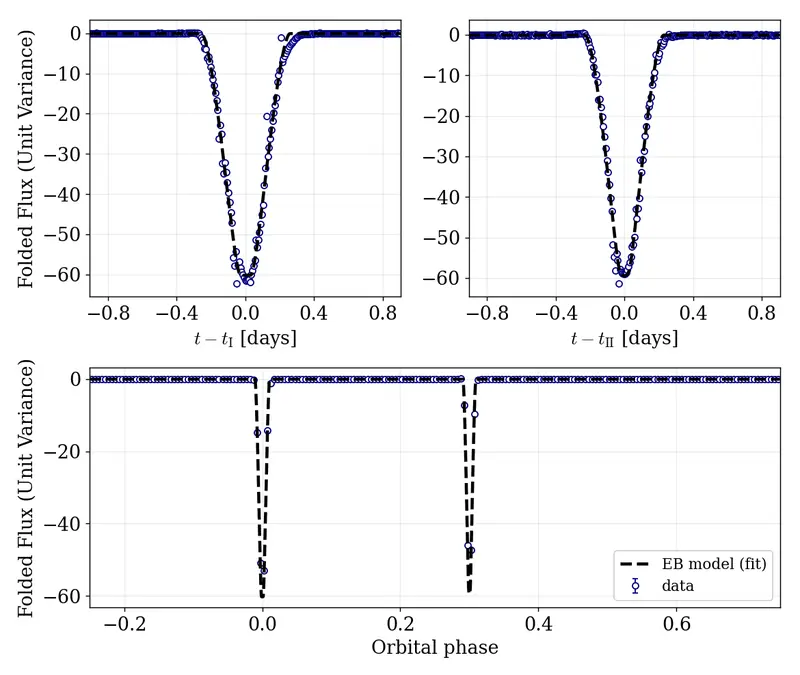 Folded Flux (Unit Variance)
0
−10
−20
−30
−40
−50
−60
−0.8 −0.4 0.0 0.4 0.8
t − tI [days]
0
−10
−20
−30
−40
−50
−60
−0.8 −0.4 0.0 0.4 0.8
t − tII [days]
Folded Flux (Unit Variance)
0
−20
−40
−60
−0.2 0.0 0.2 0.4 0.6
Orbital phase
EB model (fit)
data